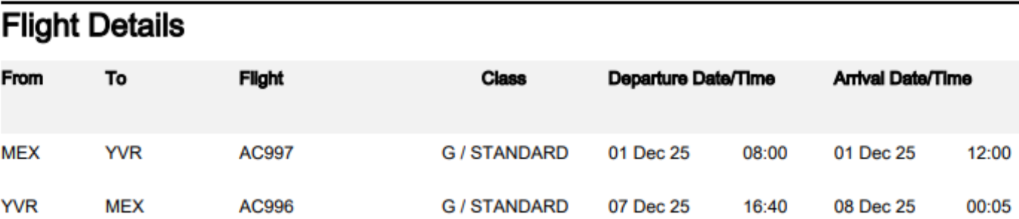 Flight Details
From To Flight Class Departure Date/Time Arrival Date/Time
MEX YVR AC997 G / STANDARD 01 Dec 25 08:00 01 Dec 25 12:00
YVR MEX AC996 G / STANDARD 07 Dec 25 16:40 08 Dec 25 00:05